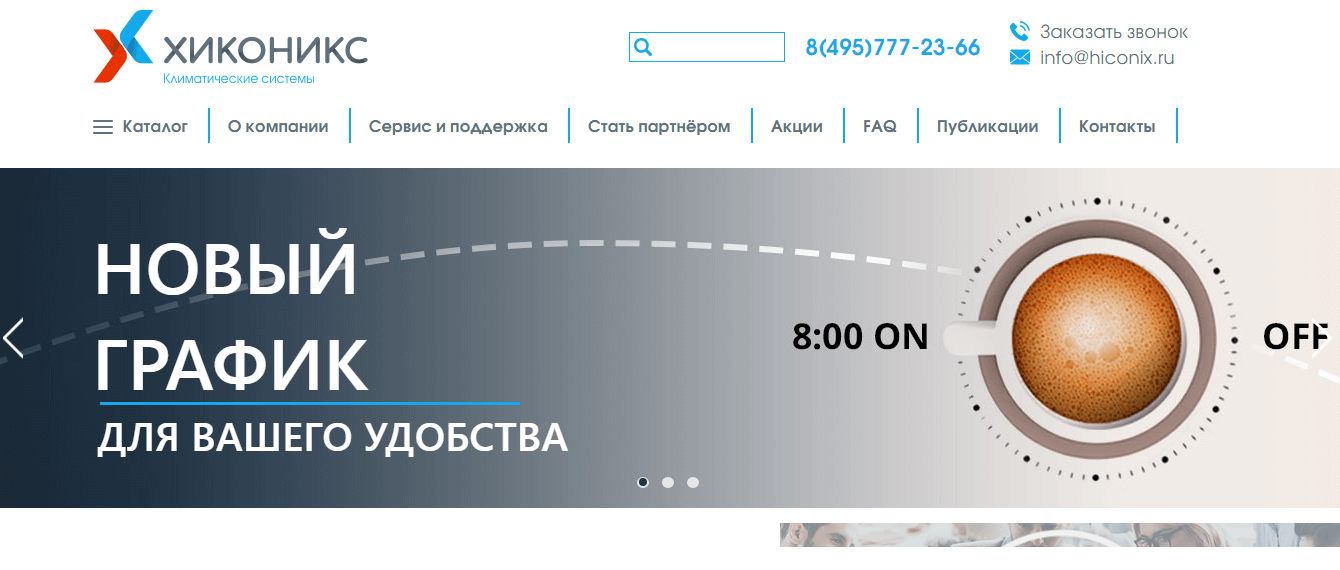 ХИКОНИКС
Климатические системы
8(495)777-23-66
Заказать звонок
info@hiconix.ru
Каталог
О компании
Сервис и поддержка
Стать партнёром
Акции
FAQ
Публикации
Контакты
НОВЫЙ
ГРАФИК
ДЛЯ ВАШЕГО УДОБСТВА
8:00 ON
OFF